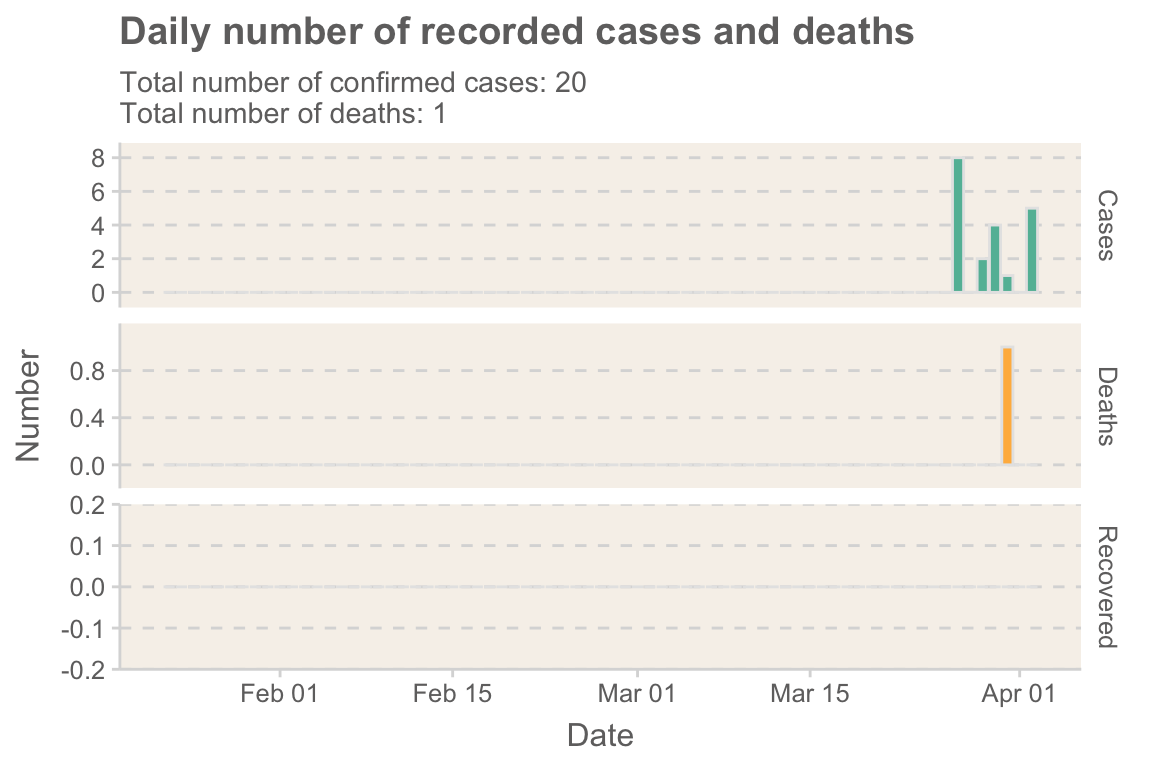 Daily number of recorded cases and deaths
Total number of confirmed cases: 20
Total number of deaths: 1
8
6
4
2
0
Cases
Number
0.8
0.4
0.0
Deaths
0.2
0.1
0.0
-0.1
-0.2
Recovered
Feb 01 Feb 15 Mar 01 Mar 15 Apr 01
Date